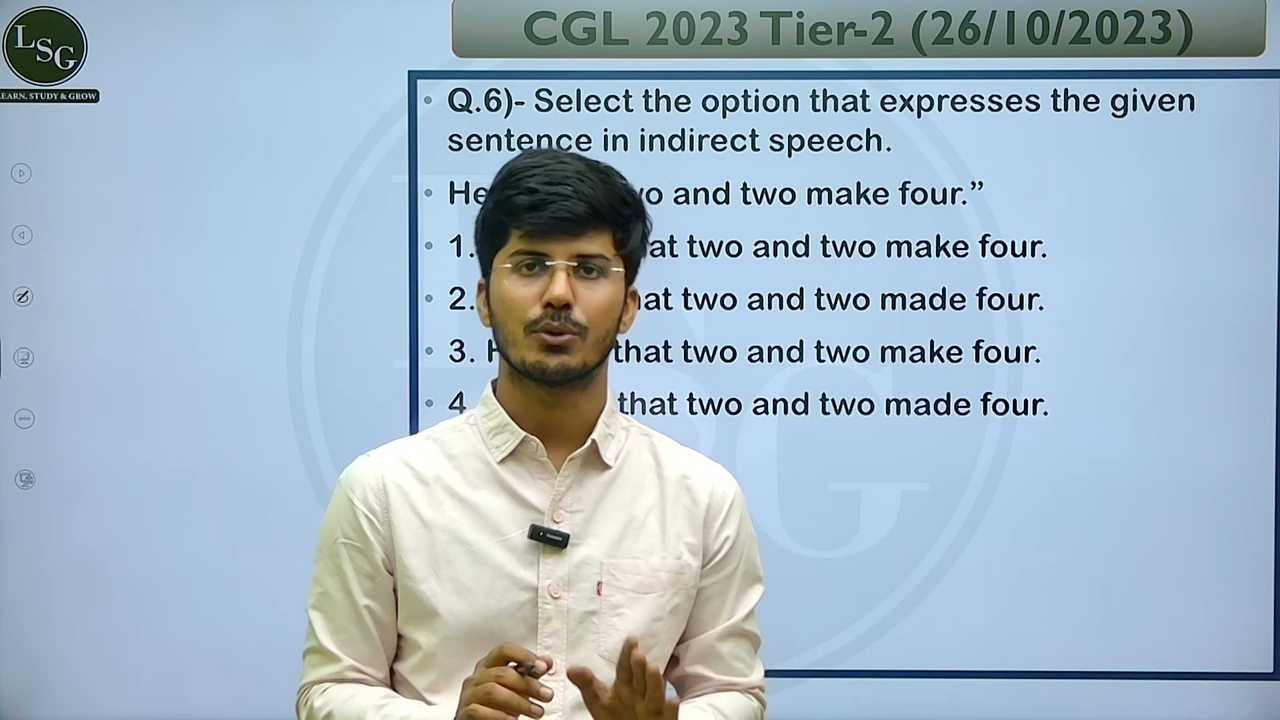 LSG
LEARN, STUDY & GROW
CGL 2023 Tier-2 (26/10/2023)
• Q.6)- Select the option that expresses the given
sentence in indirect speech.
• He and two make four.”
• 1. two and two make four.
• 2. two and two made four.
• 3. that two and two make four.
• 4 that two and two made four.